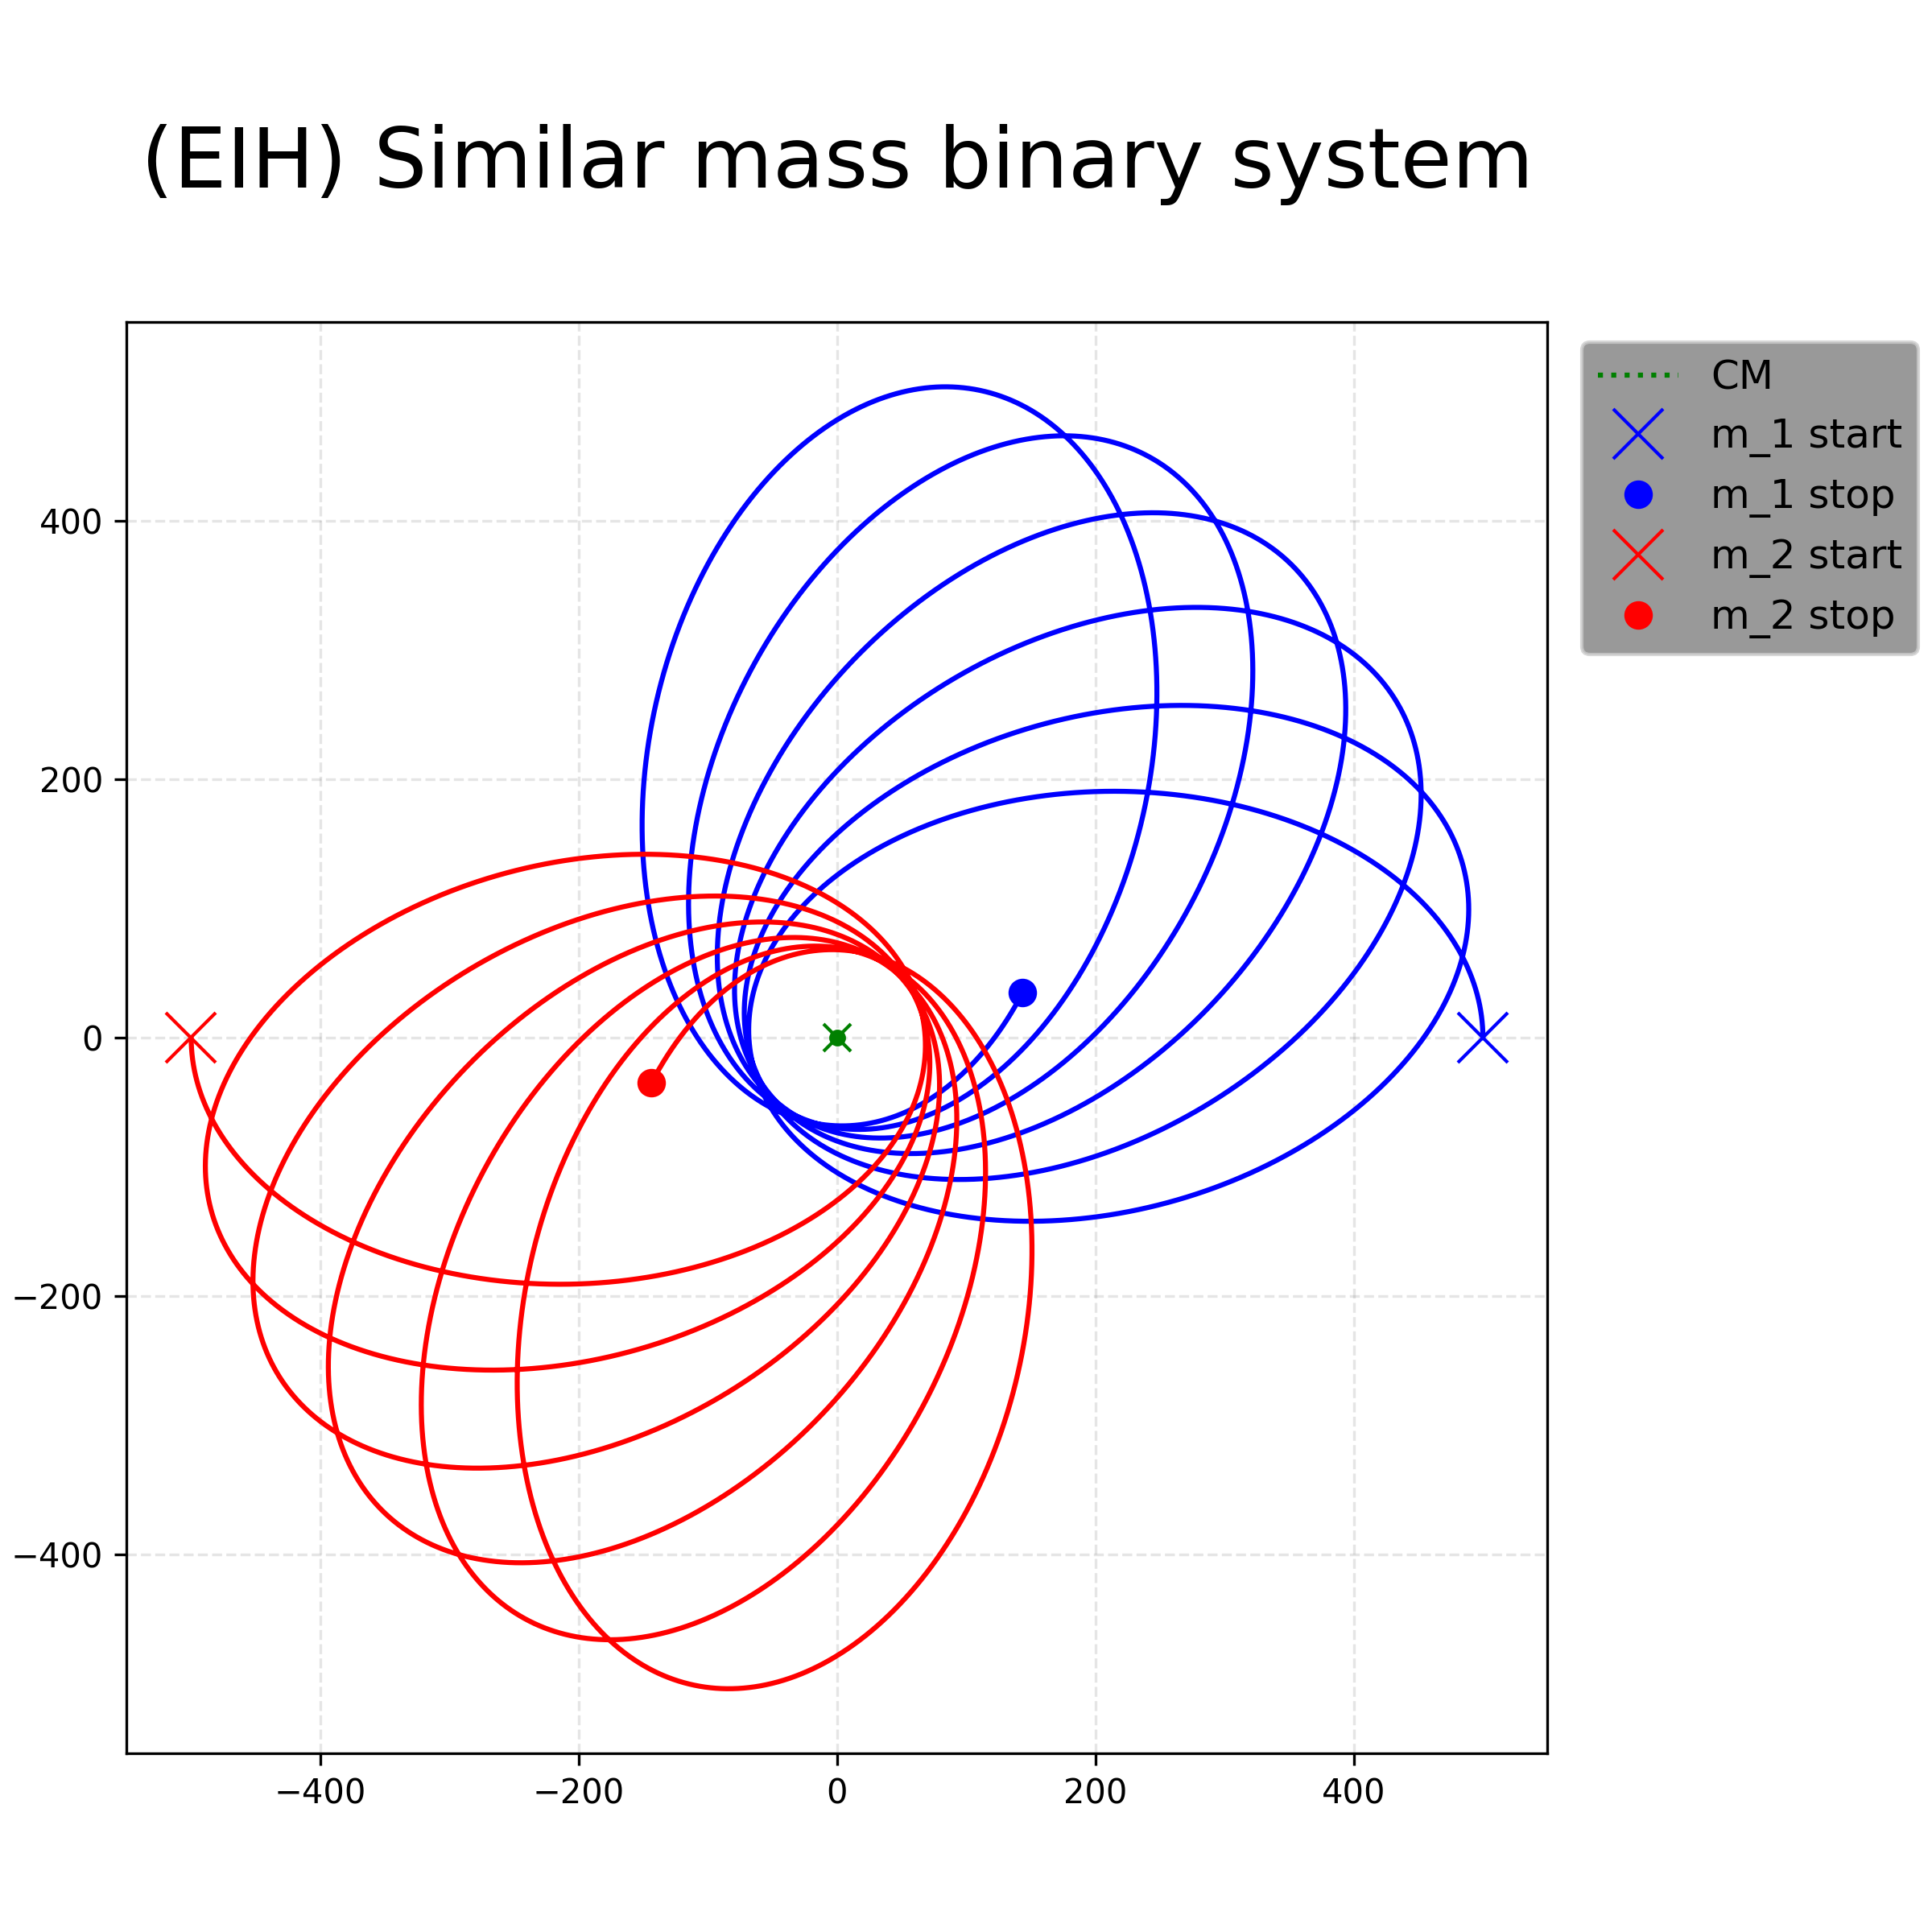 (EIH) Similar mass binary system
CM
m_1 start
m_1 stop
m_2 start
m_2 stop
400
200
0
−200
−400
−400 −200 0 200 400